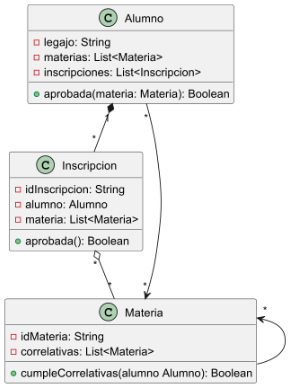 C Alumno
legajo: String
materias: List<Materia>
inscripciones: List<Inscripcion>
aprobada(materia: Materia): Boolean
1 *
*
C Inscripcion
idInscripcion: String
alumno: Alumno
materia: List<Materia>
aprobada(): Boolean
*
* *
C Materia
*
idMateria: String
correlativas: List<Materia>
cumpleCorrelativas(alumno Alumno): Boolean